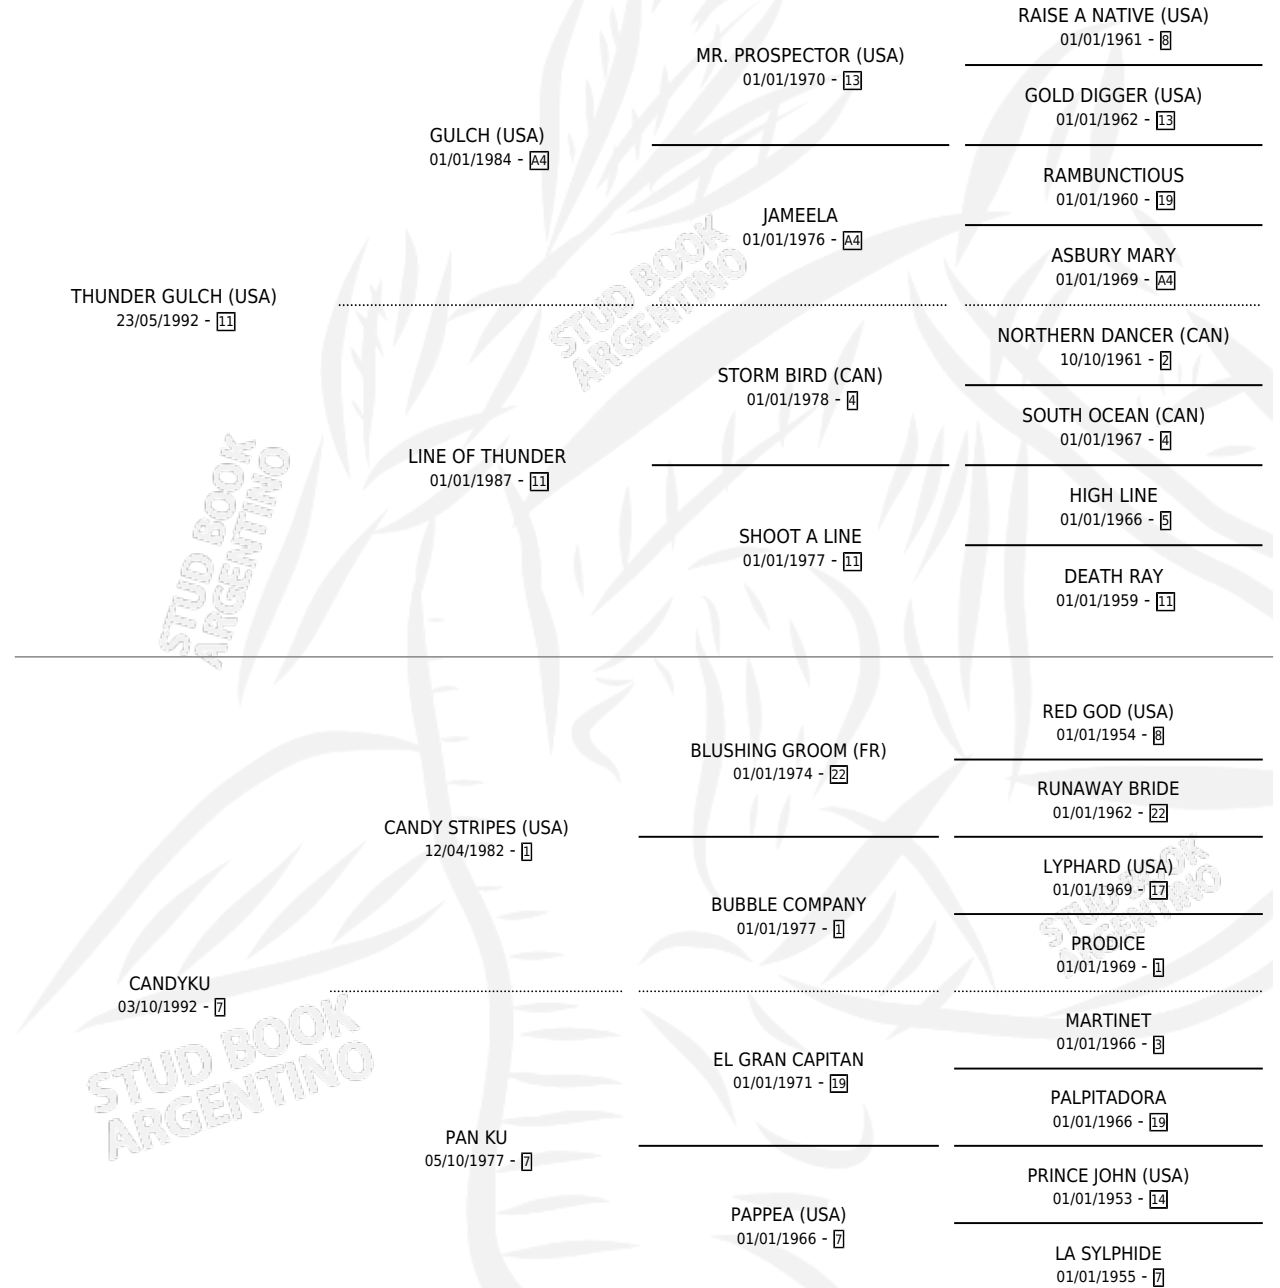 RAISE A NATIVE (USA)
01/01/1961 - 8
MR. PROSPECTOR (USA)
01/01/1970 - 13
GOLD DIGGER (USA)
01/01/1962 - 13
GULCH (USA)
01/01/1984 - A4
RAMBUNCTIOUS
01/01/1960 - 19
JAMEELA
01/01/1976 - A4
ASBURY MARY
01/01/1969 - A4
THUNDER GULCH (USA)
23/05/1992 - 11
NORTHERN DANCER (CAN)
10/10/1961 - 2
STORM BIRD (CAN)
01/01/1978 - 4
SOUTH OCEAN (CAN)
01/01/1967 - 4
LINE OF THUNDER
01/01/1987 - 11
HIGH LINE
01/01/1966 - 5
SHOOT A LINE
01/01/1977 - 11
DEATH RAY
01/01/1959 - 11
RED GOD (USA)
01/01/1954 - 8
BLUSHING GROOM (FR)
01/01/1974 - 22
RUNAWAY BRIDE
01/01/1962 - 22
CANDY STRIPES (USA)
12/04/1982 - 1
LYPHARD (USA)
01/01/1969 - 17
BUBBLE COMPANY
01/01/1977 - 1
PRODICE
01/01/1969 - 1
CANDYKU
03/10/1992 - 7
MARTINET
01/01/1966 - 3
EL GRAN CAPITAN
01/01/1971 - 19
PALPITADORA
01/01/1966 - 19
PAN KU
05/10/1977 - 7
PRINCE JOHN (USA)
01/01/1953 - 14
PAPPEA (USA)
01/01/1966 - 7
LA SYLPHIDE
01/01/1955 - 7
STUD BOOK
ARGENTINO
STUD BOOK
ARGENTINO
STUD BOOK
ARGENTINO
STUD BOOK
ARGENTINO